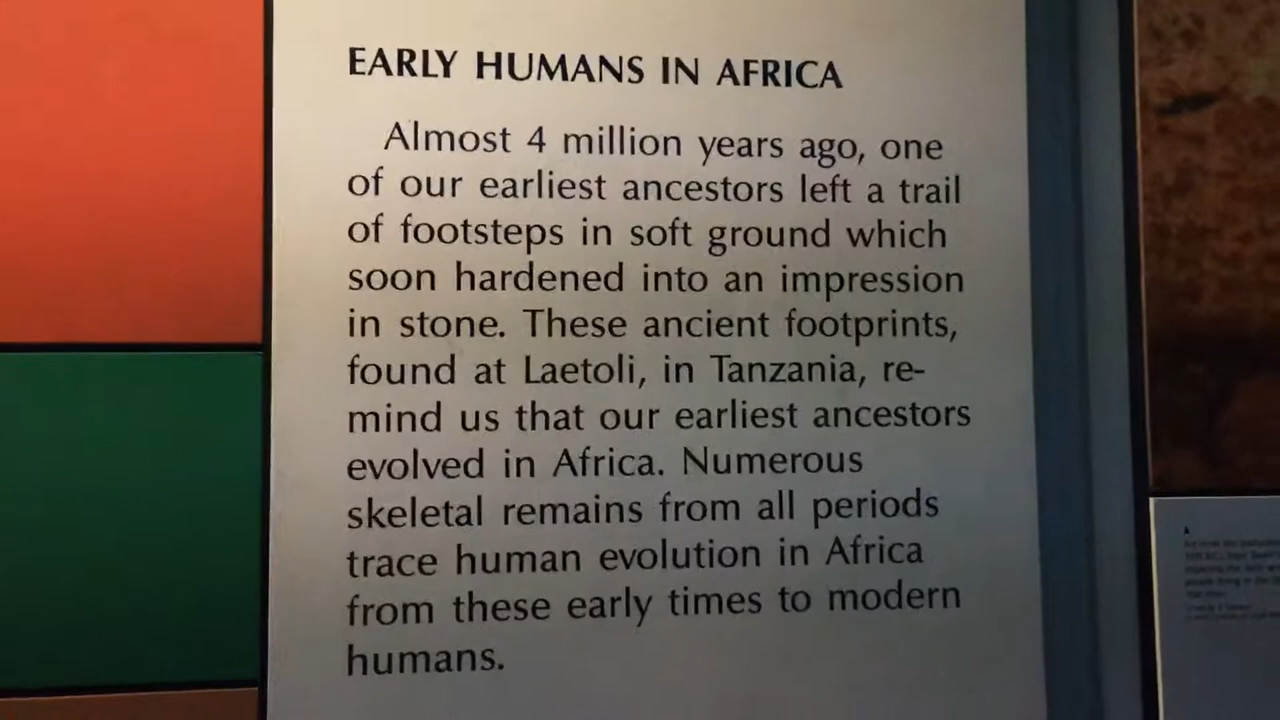 EARLY HUMANS IN AFRICA
Almost 4 million years ago, one
of our earliest ancestors left a trail
of footsteps in soft ground which
soon hardened into an impression
in stone. These ancient footprints,
found at Laetoli, in Tanzania, re-
mind us that our earliest ancestors
evolved in Africa. Numerous
skeletal remains from all periods
trace human evolution in Africa
from these early times to modern
humans.